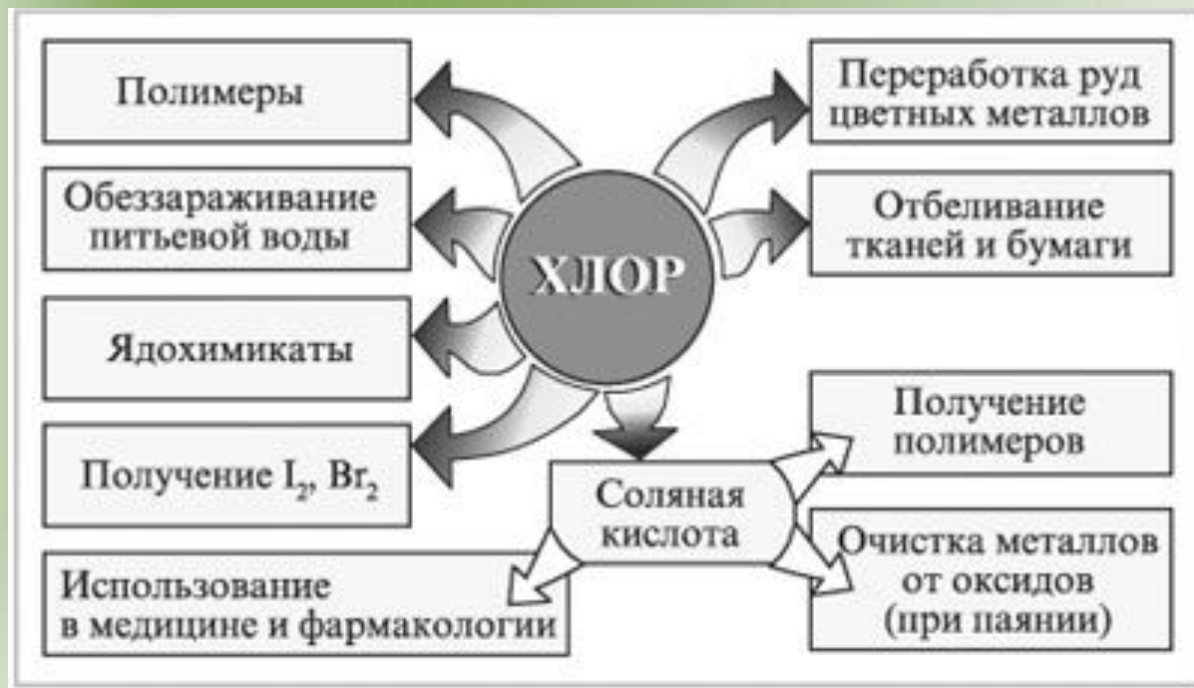 Полимеры
Обеззараживание
питьевой воды
Ядохимикаты
Получение I₂, Br₂
Использование
в медицине и фармакологии
ХЛОР
Соляная
кислота
Переработка руд
цветных металлов
Отбеливание
тканей и бумаги
Получение
полимеров
Очистка металлов
от оксидов
(при паянии)